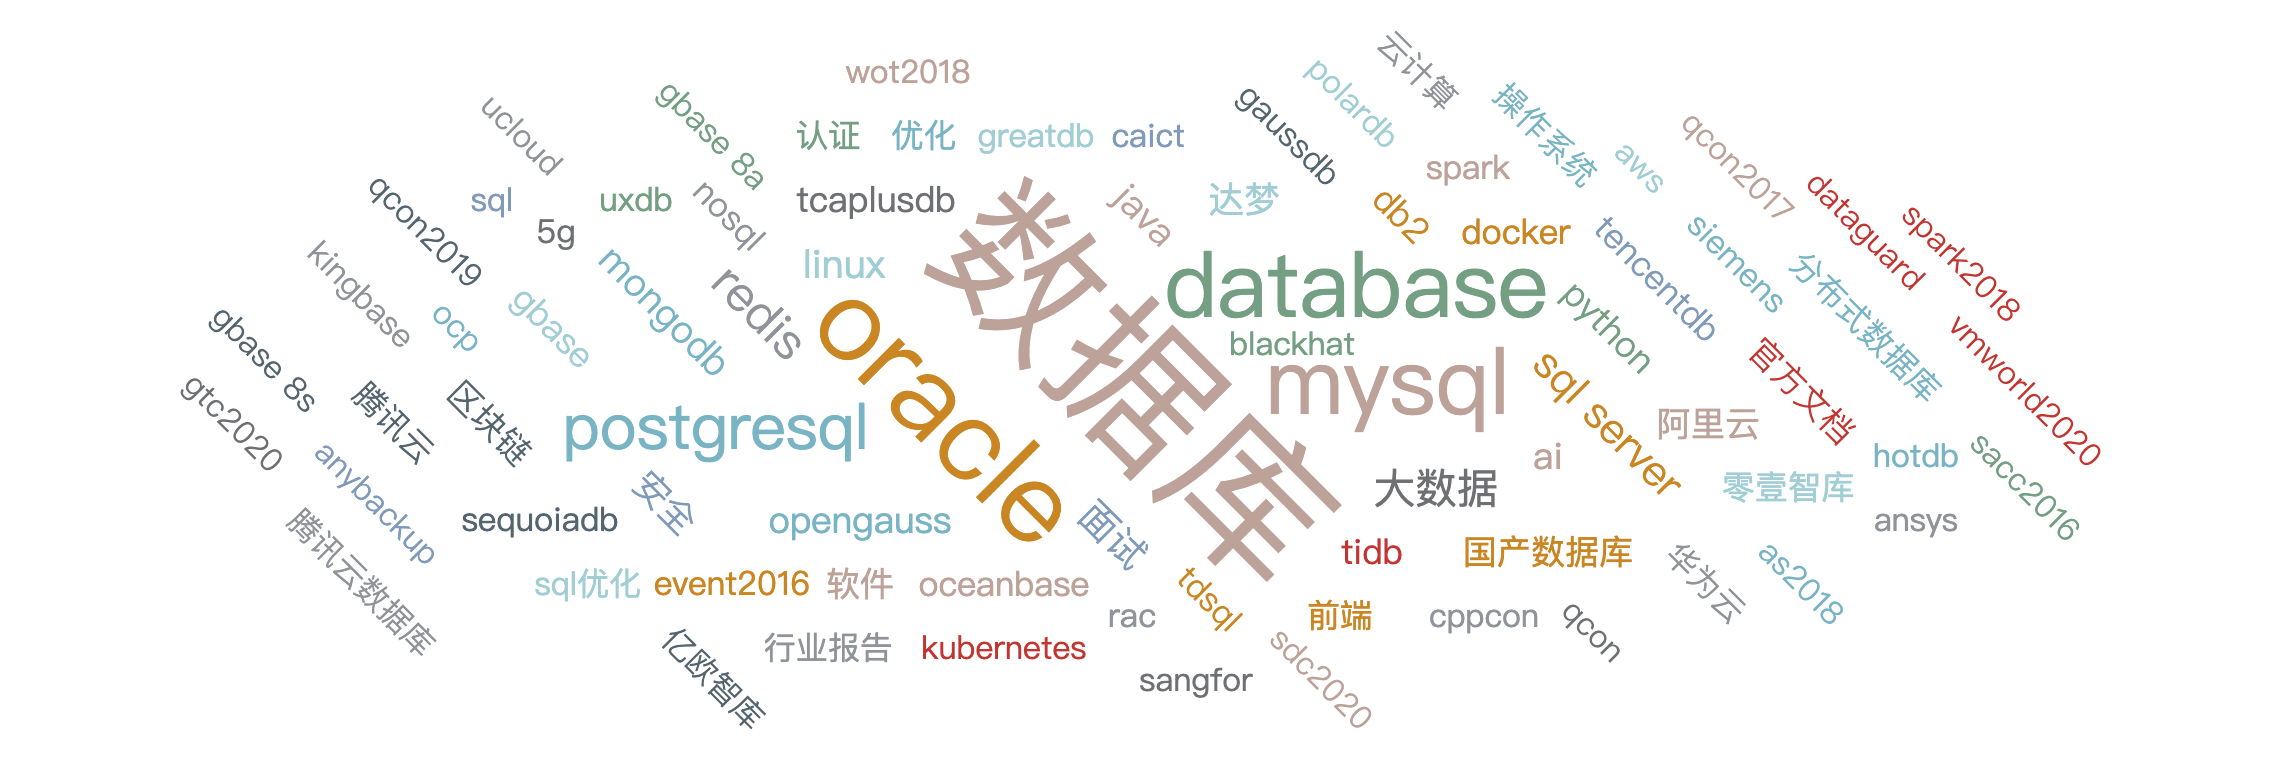 云计算
wot2018
polardb
操作系统
ucloud
gbase 8a
gaussdb
认证
优化
greatdb
caict
qcon2017
aws
spark
qcon2019
sql
uxdb
nosql
tcaplusdb
java
达梦
db2
docker
dataguard
spark2018
5g
数据库
tencentdb
siemens
分布式数据库
kingbase
mongodb
redis
linux
database
python
gbase
ocp
oracle
blackhat
vmworld2020
gbase 8s
官方文档
mysql
sql server
gtc2020
腾讯云
区块链
postgresql
阿里云
ai
hotdb
sacc2016
anybackup
安全
大数据
零壹智库
sequoiadb
opengauss
面试
ansys
腾讯云数据库
tidb
国产数据库
华为云
as2018
sql优化
event2016
软件
oceanbase
tdsql
rac
前端
cppcon
qcon
亿欧智库
行业报告
kubernetes
sangfor
sdc2020